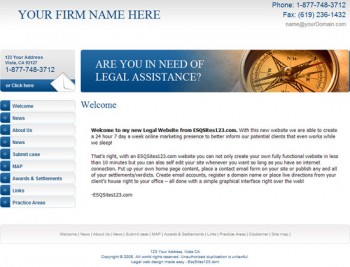 YOUR FIRM NAME HERE
Phone: 1-877-748-3712
Fax: (619) 236-1432
name@yourDomain.com
123 Your Address
Vista, CA 93127
1-877-748-3712
or Click here
ARE YOU IN NEED OF
LEGAL ASSISTANCE?
Welcome
News
About Us
News
Submit case
MAP
Awards & Settlements
Links
Practice Areas
Welcome
Welcome to my new Legal Website from ESQSites123.com. With this new website we are able to create
a 24 hour 7 day a week online marketing presence to better inform our potential clients that even works while
we sleep!
That's right, with an ESQSites123.com website you can not only create your own fully functional website in less
than 10 minutes but you can also self edit your site whenever you want so long as you have an internet
connection. Put up your own home page content, place a contact email form on your site or publish any and all
of your settlements/verdicts. Create email accounts, register a domain name or place live directions from your
client's house right to your office -- all done with a simple graphical interface right over the web!
-ESQSites123.com
Welcome | News | About Us | News | Submit case | MAP | Awards & Settlements | Links | Practice Areas | Disclaimer | Site map |
123 Your Address, Vista CA
Copyright © 2008. All world rights reserved. Unauthorized duplication is unlawful.
Legal web design made easy - EsqSites123.com